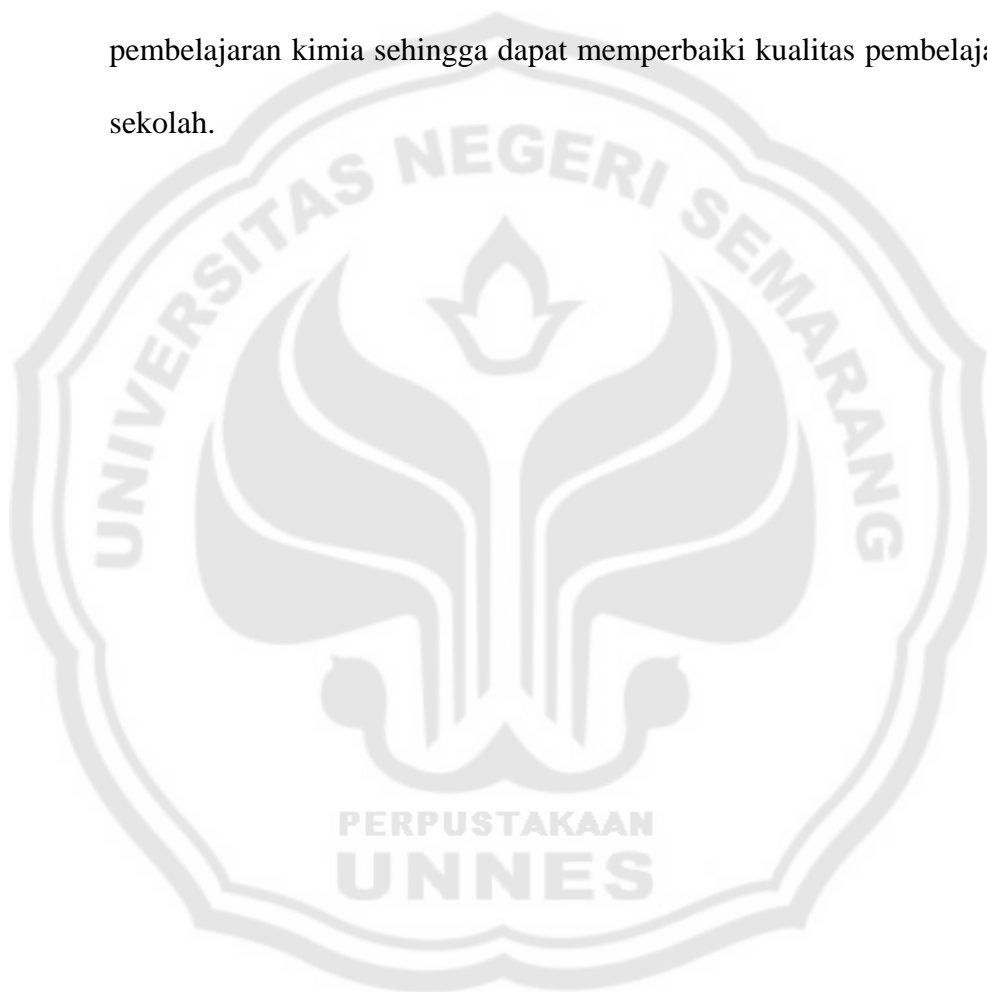 pembelajaran kimia sehingga dapat memperbaiki kualitas pembelaja
sekolah.
UNIVERSITAS NEGERI SEMARANG
PERPUSTAKAAN
UNNES